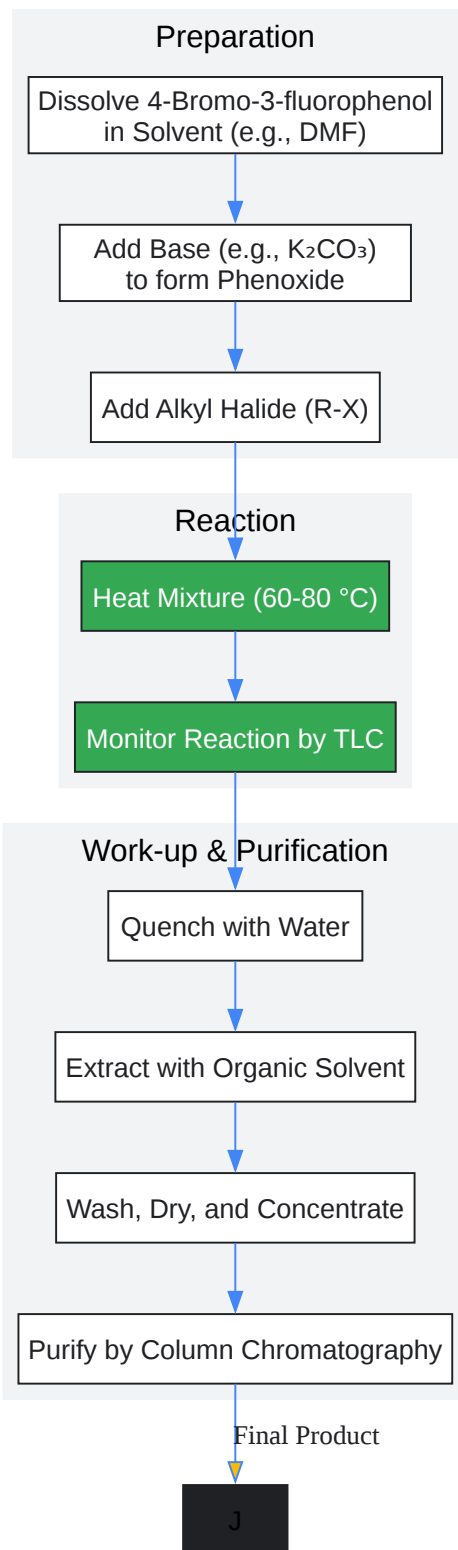 Preparation
Dissolve 4-Bromo-3-fluorophenol
in Solvent (e.g., DMF)
Add Base (e.g., K₂CO₃)
to form Phenoxide
Add Alkyl Halide (R-X)
Reaction
Heat Mixture (60-80 °C)
Monitor Reaction by TLC
Work-up & Purification
Quench with Water
Extract with Organic Solvent
Wash, Dry, and Concentrate
Purify by Column Chromatography
Final Product
J